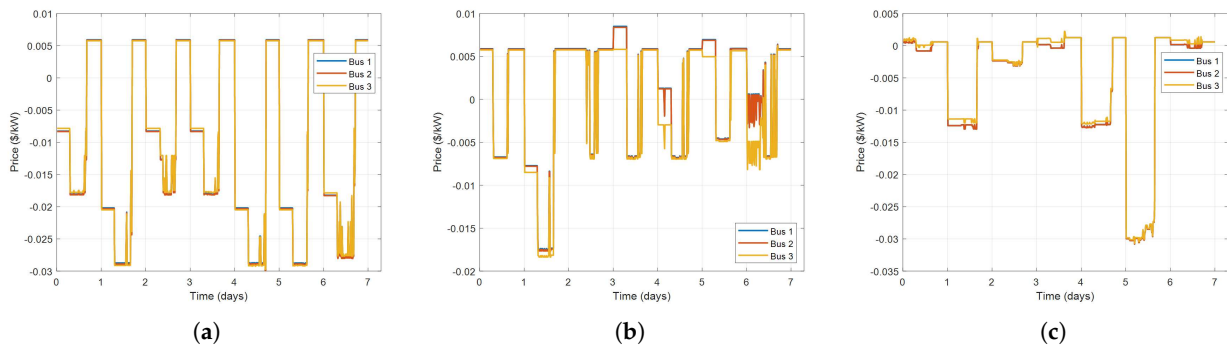 0.01
0.005
0
-0.005
-0.01
-0.015
-0.02
-0.025
-0.03
Price ($/kW)
0 1 2 3 4 5 6 7
Time (days)
Bus 1
Bus 2
Bus 3
(a)
0.01
0.005
0
-0.005
-0.01
-0.015
-0.02
Price ($/kW)
0 1 2 3 4 5 6 7
Time (days)
Bus 1
Bus 2
Bus 3
(b)
0.005
0
-0.005
-0.01
-0.015
-0.02
-0.025
-0.03
-0.035
Price ($/kW)
0 1 2 3 4 5 6 7
Time (days)
Bus 1
Bus 2
Bus 3
(c)